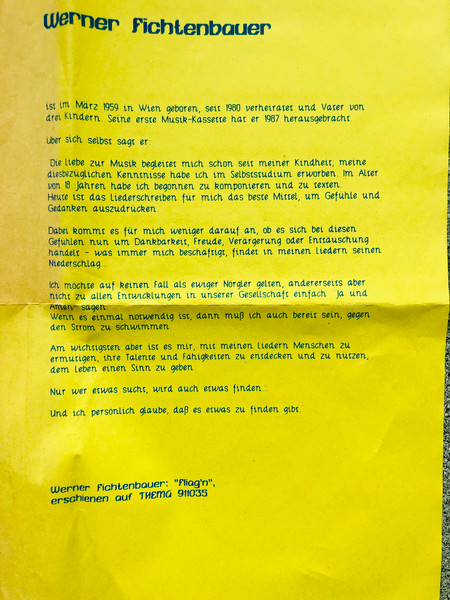 Werner Fichtenbauer
ist im März 1959 in Wien geboren, seit 1980 verheiratet und Vater von
drei Kindern. Seine erste Musik-Kassette hat er 1987 herausgebracht.
über sich selbst sagt er:
Die Liebe zur Musik begleitet mich schon seit meiner Kindheit; meine
diesbezüglichen Kenntnisse habe ich im Selbststudium erworben. Im Alter
von 18 Jahren habe ich begonnen zu komponieren und zu texten.
Heute ist das Liederschreiben für mich das beste Mittel, um Gefühle und
Gedanken auszudrücken.
Dabei kommt es für mich weniger darauf an, ob es sich bei diesen
Gefühlen nun um Dankbarkeit, Freude, Verärgerung oder Enttäuschung
handelt - was immer mich beschäftigt, findet in meinen Liedern seinen
Niederschlag...
Ich möchte auf keinen Fall als ewiger Nörgler gelten, andererseits aber
nicht zu allen Entwicklungen in unserer Gesellschaft einfach "Ja und
Amen" sagen.
Wenn es einmal notwendig ist, dann muß ich auch bereit sein, gegen
den Strom zu schwimmen.
Am wichtigsten aber ist es mir, mit meinen Liedern Menschen zu
ermutigen, ihre Talente und Fähigkeiten zu entdecken und zu nützen,
dem Leben einen Sinn zu geben.
Nur wer etwas sucht, wird auch etwas finden...
Und ich persönlich glaube, daß es etwas zu finden gibt.
Werner Fichtenbauer: "Fliag'n",
erschienen auf THEMA 911035